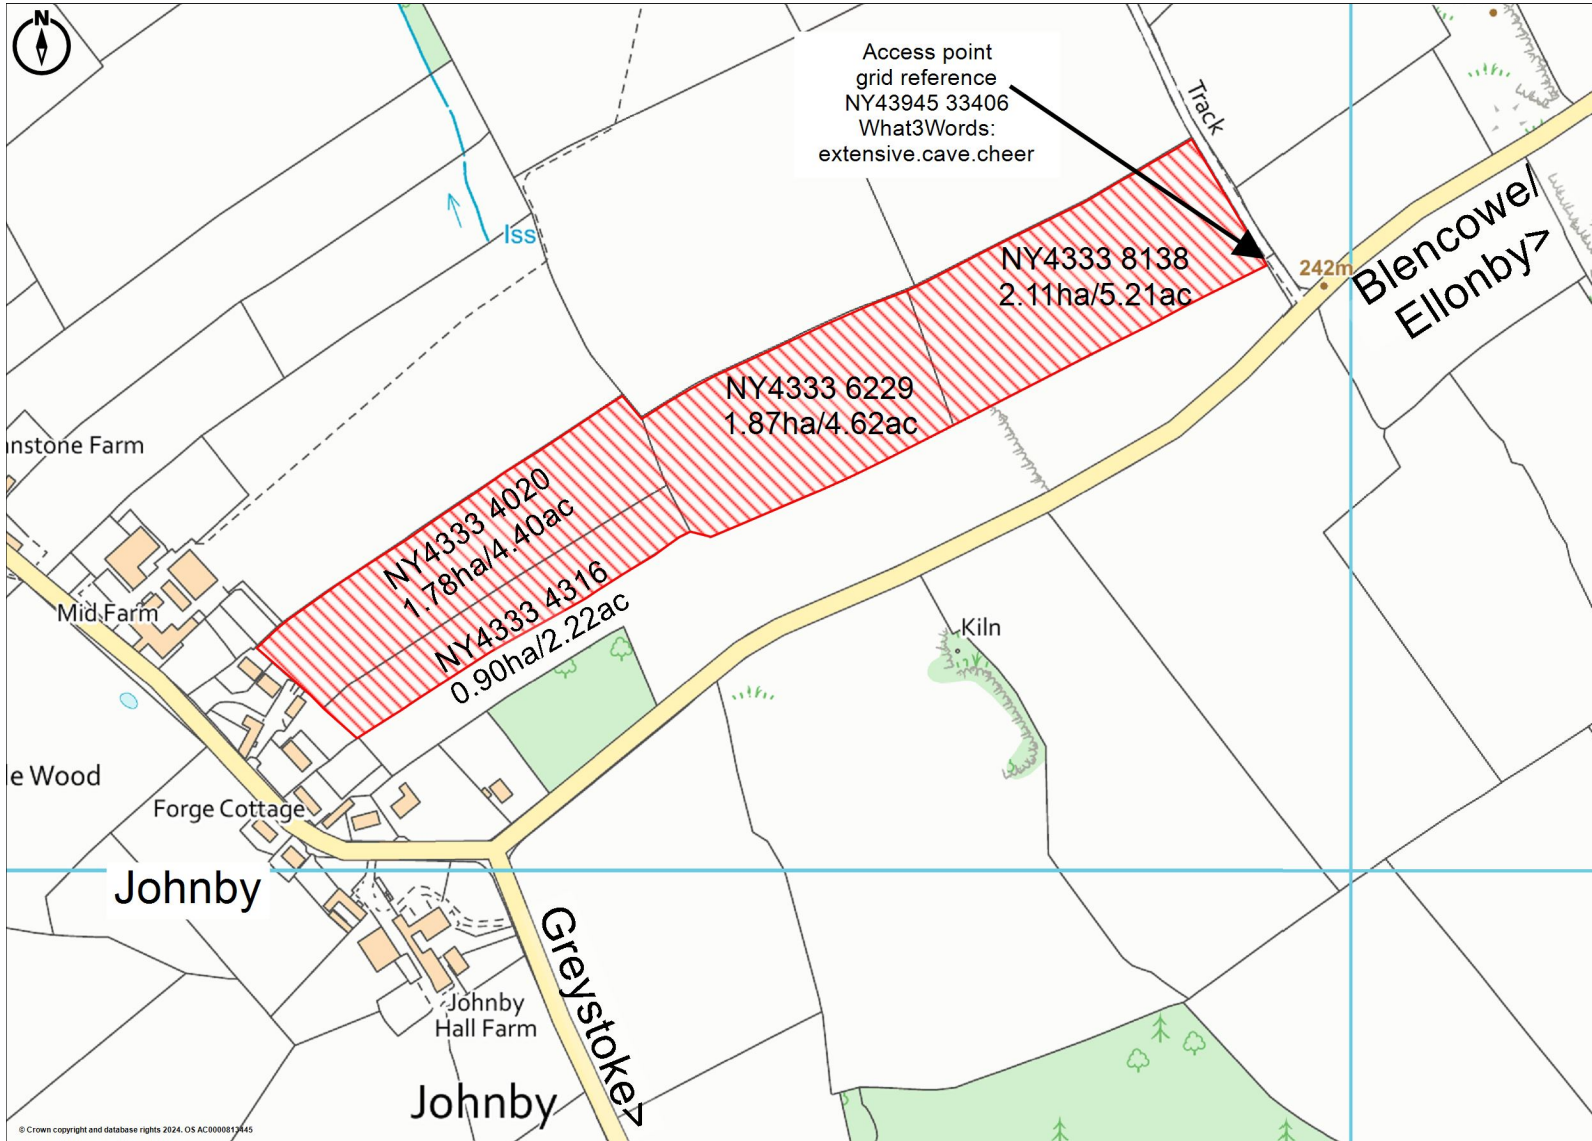 N
Access point
grid reference
NY43945 33406
What3Words:
extensive.cave.cheer
Track
Iss
242m
Blencowe/
Ellonby>
NY4333 8138
2.11ha/5.21ac
NY4333 6229
1.87ha/4.62ac
NY4333 4020
1.78ha/4.40ac
NY4333 4316
0.90ha/2.22ac
nstone Farm
Mid Farm
Kiln
le Wood
Forge Cottage
Johnby
Greystoke>
Johnby
Hall Farm
Johnby
© Crown copyright and database rights 2024. OS AC0000813445